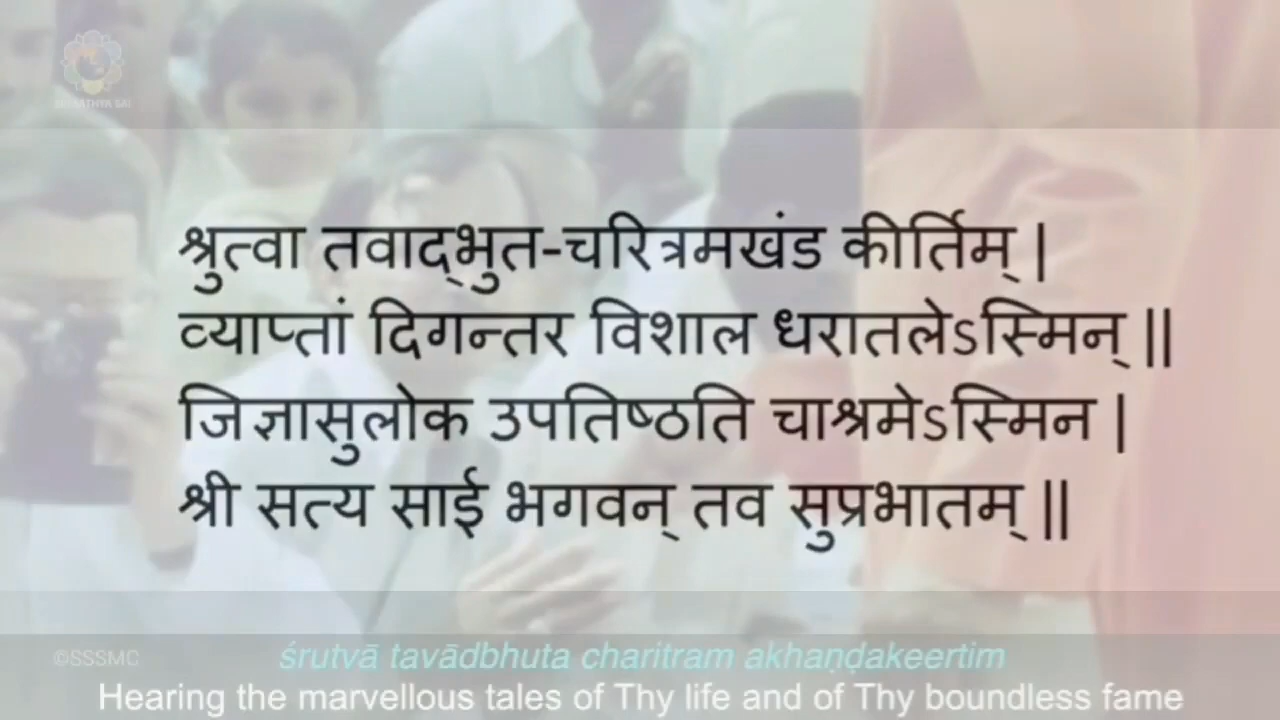 श्रुत्वा तवाद्‌भुत-चरित्रमखंड कीर्तिम् |
व्याप्तां दिगन्तर विशाल धरातलेऽस्मिन् ||
जिज्ञासुलोक उपतिष्ठति चाश्रमेऽस्मिन |
श्री सत्य साई भगवन् तव सुप्रभातम् ||
©SSSMC
śrutvā tavādbhuta charitram akhaṇḍakeertim
Hearing the marvellous tales of Thy life and of Thy boundless fame